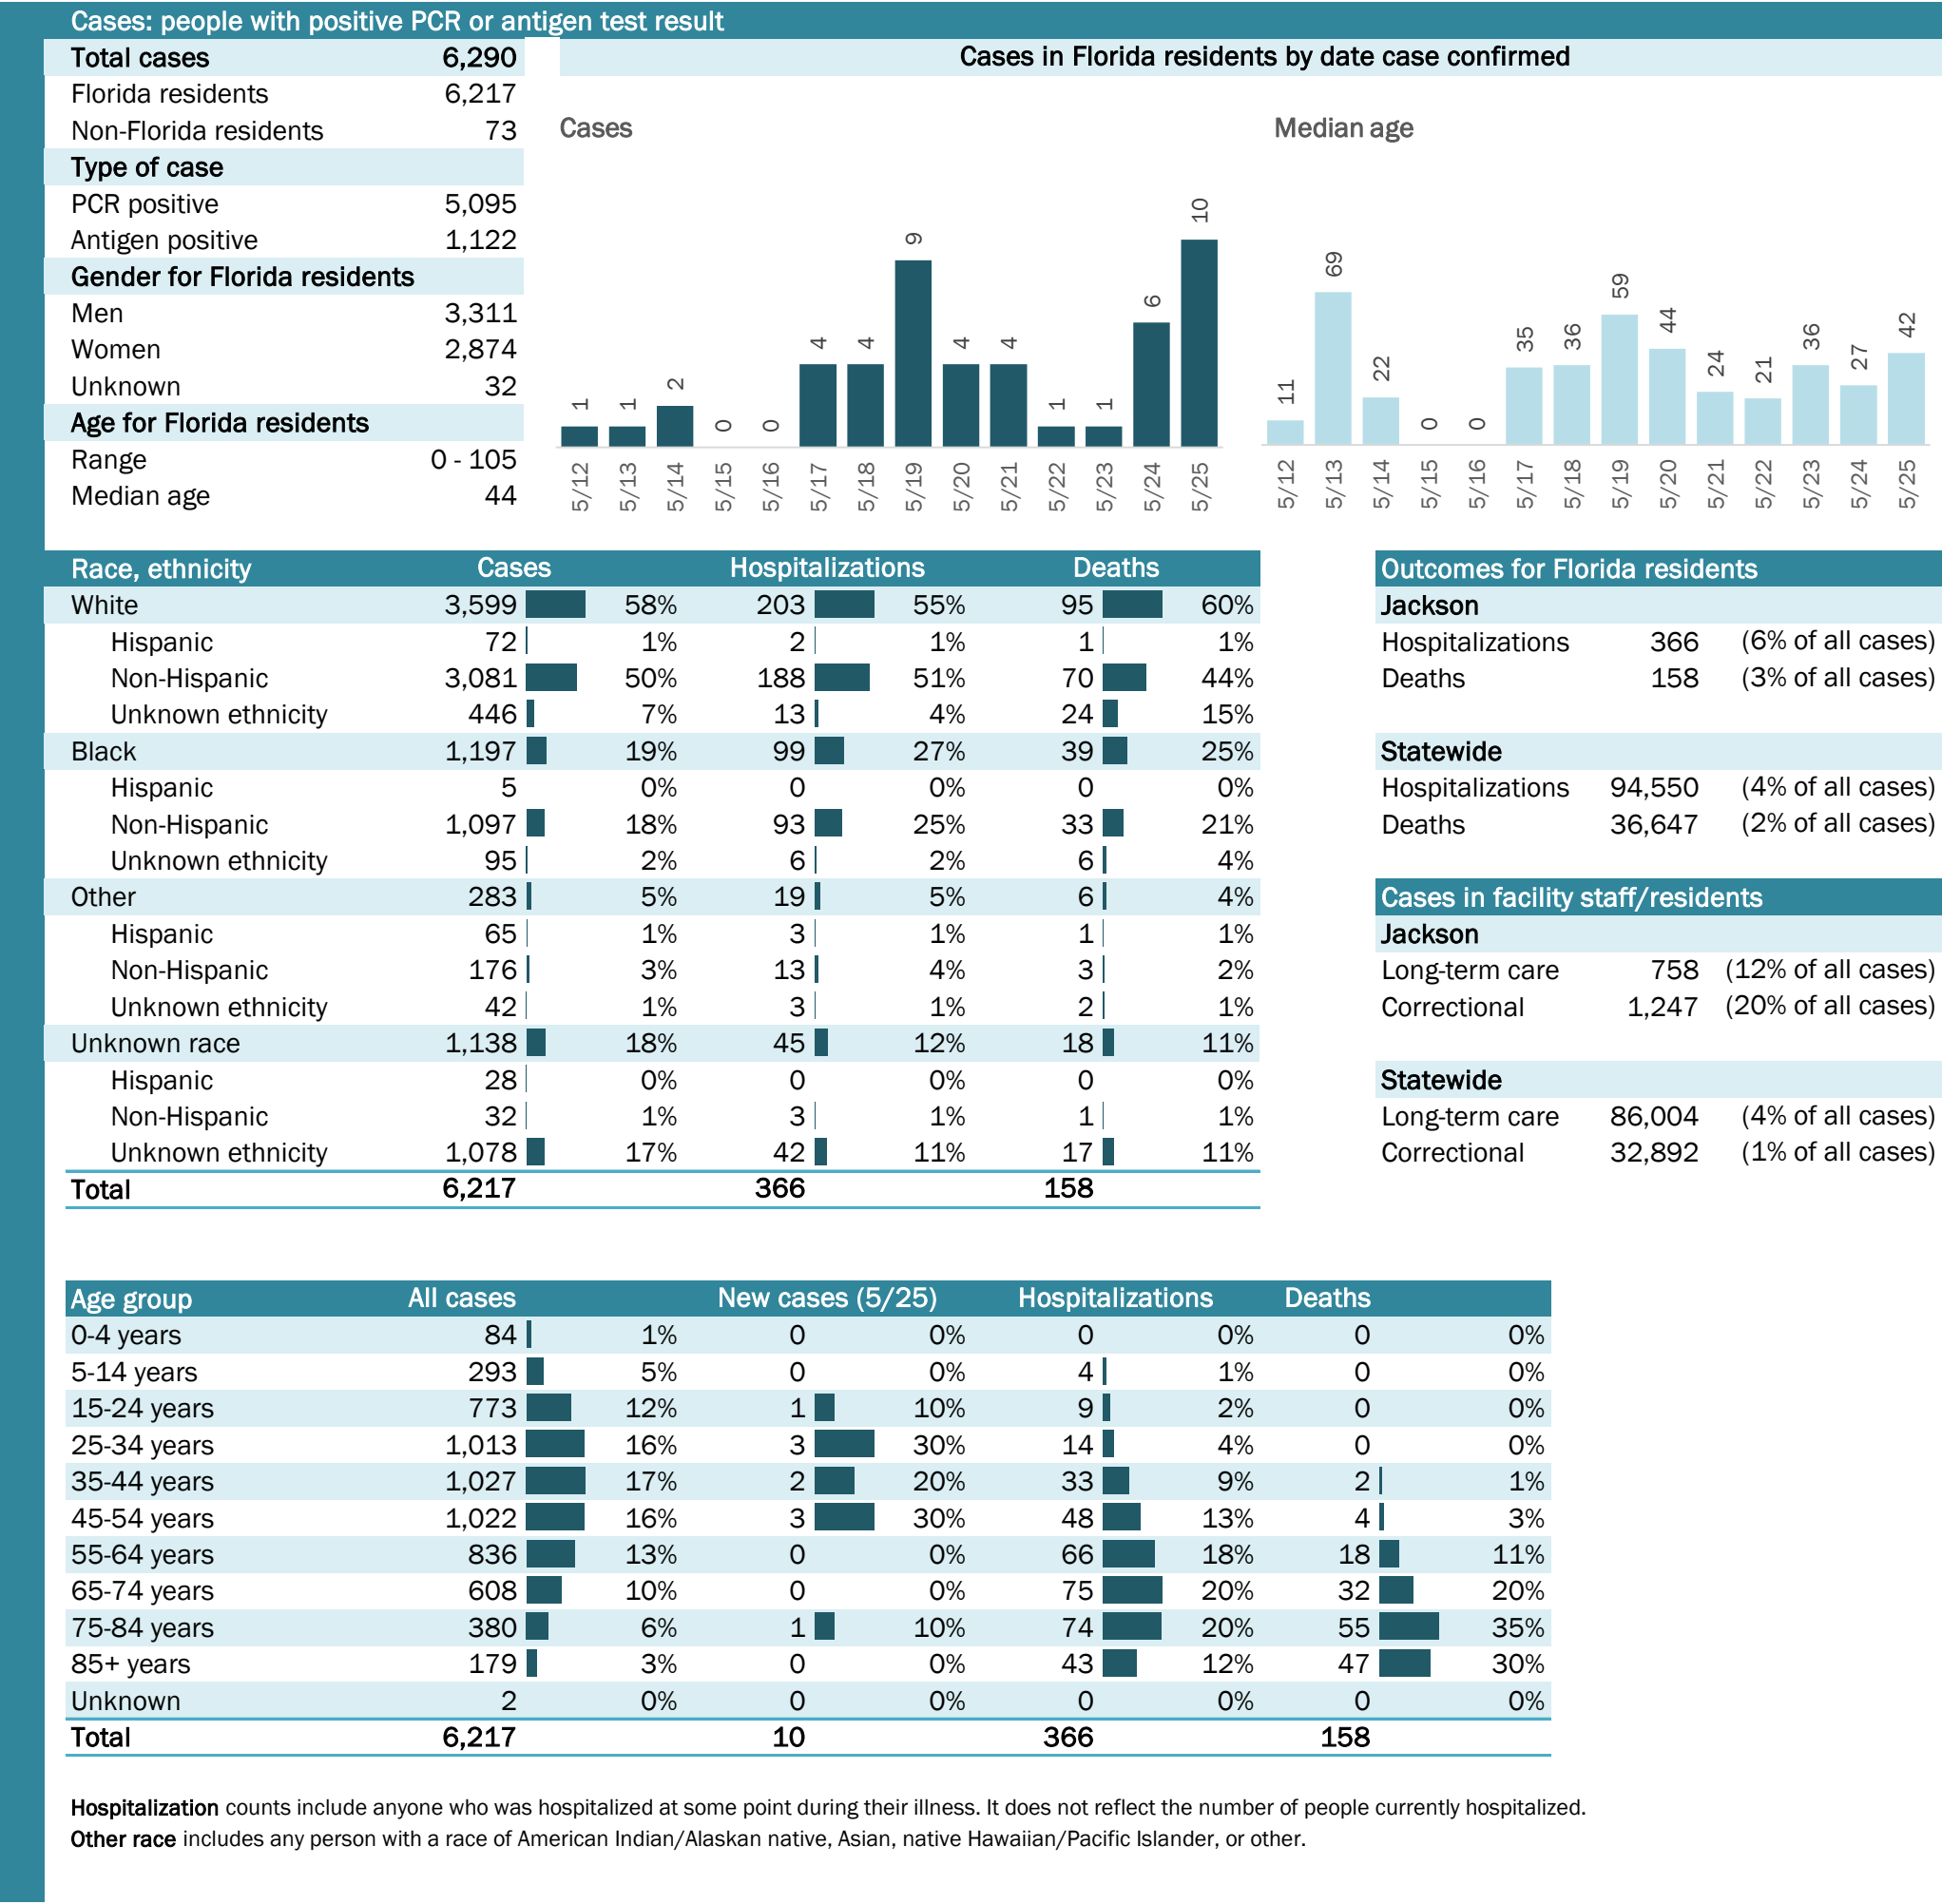 Cases: people with positive PCR or antigen test result
Total cases 6,290
Florida residents 6,217
Non-Florida residents 73
Type of case
PCR positive 5,095
Antigen positive 1,122
Gender for Florida residents
Men 3,311
Women 2,874
Unknown 32
Age for Florida residents
Range 0 - 105
Median age 44
Cases in Florida residents by date case confirmed
Cases
1 1 2 0 0 4 4 9 4 4 1 1 6 10
5/12 5/13 5/14 5/15 5/16 5/17 5/18 5/19 5/20 5/21 5/22 5/23 5/24 5/25
Median age
11 69 22 0 0 35 36 59 44 24 21 36 27 42
5/12 5/13 5/14 5/15 5/16 5/17 5/18 5/19 5/20 5/21 5/22 5/23 5/24 5/25
Race, ethnicity Cases Hospitalizations Deaths
White 3,599 58% 203 55% 95 60%
Hispanic 72 1% 2 1% 1 1%
Non-Hispanic 3,081 50% 188 51% 70 44%
Unknown ethnicity 446 7% 13 4% 24 15%
Black 1,197 19% 99 27% 39 25%
Hispanic 5 0% 0 0% 0 0%
Non-Hispanic 1,097 18% 93 25% 33 21%
Unknown ethnicity 95 2% 6 2% 6 4%
Other 283 5% 19 5% 6 4%
Hispanic 65 1% 3 1% 1 1%
Non-Hispanic 176 3% 13 4% 3 2%
Unknown ethnicity 42 1% 3 1% 2 1%
Unknown race 1,138 18% 45 12% 18 11%
Hispanic 28 0% 0 0% 0 0%
Non-Hispanic 32 1% 3 1% 1 1%
Unknown ethnicity 1,078 17% 42 11% 17 11%
Total 6,217 366 158
Outcomes for Florida residents
Jackson
Hospitalizations 366 (6% of all cases)
Deaths 158 (3% of all cases)
Statewide
Hospitalizations 94,550 (4% of all cases)
Deaths 36,647 (2% of all cases)
Cases in facility staff/residents
Jackson
Long-term care 758 (12% of all cases)
Correctional 1,247 (20% of all cases)
Statewide
Long-term care 86,004 (4% of all cases)
Correctional 32,892 (1% of all cases)
Age group All cases New cases (5/25) Hospitalizations Deaths
0-4 years 84 1% 0 0% 0 0% 0 0%
5-14 years 293 5% 0 0% 4 1% 0 0%
15-24 years 773 12% 1 10% 9 2% 0 0%
25-34 years 1,013 16% 3 30% 14 4% 0 0%
35-44 years 1,027 17% 2 20% 33 9% 2 1%
45-54 years 1,022 16% 3 30% 48 13% 4 3%
55-64 years 836 13% 0 0% 66 18% 18 11%
65-74 years 608 10% 0 0% 75 20% 32 20%
75-84 years 380 6% 1 10% 74 20% 55 35%
85+ years 179 3% 0 0% 43 12% 47 30%
Unknown 2 0% 0 0% 0 0% 0 0%
Total 6,217 10 366 158
Hospitalization counts include anyone who was hospitalized at some point during their illness. It does not reflect the number of people currently hospitalized.
Other race includes any person with a race of American Indian/Alaskan native, Asian, native Hawaiian/Pacific Islander, or other.